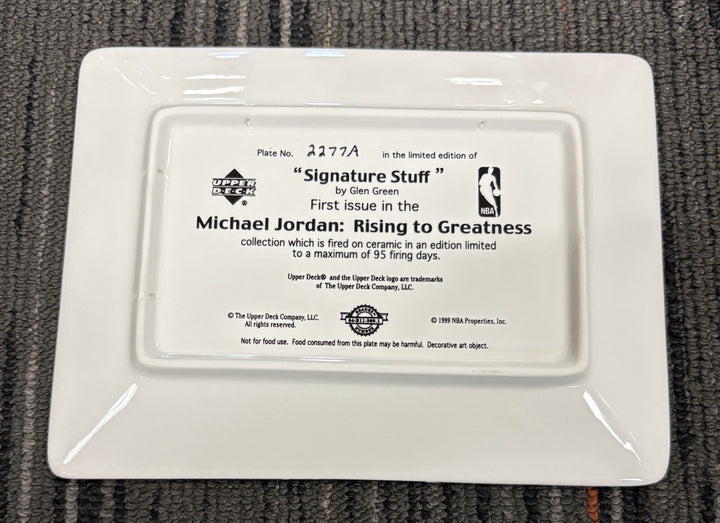 Plate No. 2277A in the limited edition of
"Signature Stuff"
by Glen Green
First issue in the
Michael Jordan: Rising to Greatness
collection which is fired on ceramic in an edition limited
to a maximum of 95 firing days.
UPPER
DECK
®
NBA
Upper Deck® and the Upper Deck logo are trademarks
of The Upper Deck Company, LLC.
© The Upper Deck Company, LLC.
All rights reserved.
© 1999 NBA Properties, Inc.
Not for food use. Food consumed from this plate may be harmful. Decorative art object.